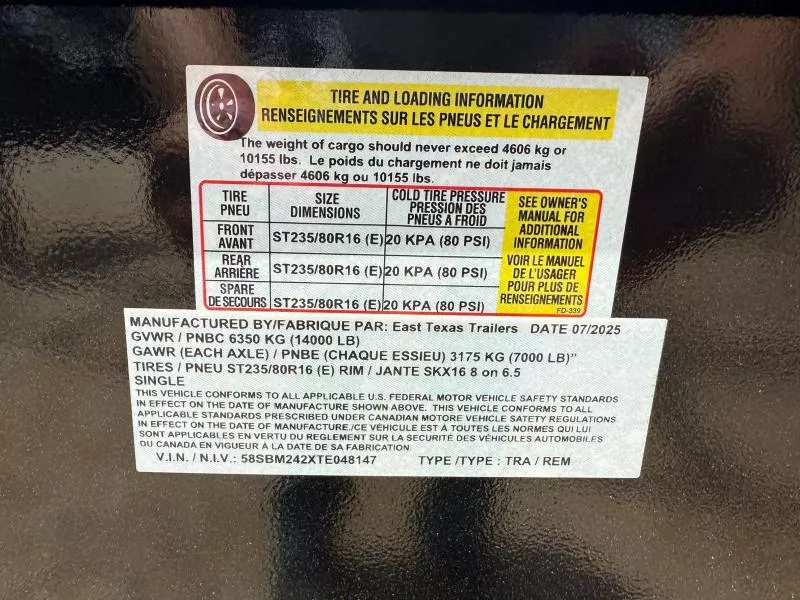 TIRE AND LOADING INFORMATION
RENSEIGNEMENTS SUR LES PNEUS ET LE CHARGEMENT
The weight of cargo should never exceed 4606 kg or
10155 lbs. Le poids du chargement ne doit jamais
dépasser 4606 kg ou 10155 lbs.
TIRE PNEU SIZE DIMENSIONS COLD TIRE PRESSURE PRESSION DES PNEUS A FROID
FRONT AVANT ST235/80R16 (E) 20 KPA (80 PSI)
REAR ARRIÈRE ST235/80R16 (E) 20 KPA (80 PSI)
SPARE DE SECOURS ST235/80R16 (E) 20 KPA (80 PSI)
SEE OWNER'S
MANUAL FOR
ADDITIONAL
INFORMATION
VOIR LE MANUEL
DE L'USAGER
POUR PLUS DE
RENSEIGNEMENTS
FD-339
MANUFACTURED BY/FABRIQUE PAR: East Texas Trailers DATE 07/2025
GVWR / PNBC 6350 KG (14000 LB)
GAWR (EACH AXLE) / PNBE (CHAQUE ESSIEU) 3175 KG (7000 LB)"
TIRES / PNEU ST235/80R16 (E) RIM / JANTE SKX16 8 on 6.5
SINGLE
THIS VEHICLE CONFORMS TO ALL APPLICABLE U.S. FEDERAL MOTOR VEHICLE SAFETY STANDARDS
IN EFFECT ON THE DATE OF MANUFACTURE SHOWN ABOVE. THIS VEHICLE CONFORMS TO ALL
APPLICABLE STANDARDS PRESCRIBED UNDER CANADIAN MOTORE VEHICLE SAFETY REGULATIONS
IN EFFECT ON THE DATE OF MANUFACTURE./CE VÉHICULE EST À TOUTES LE NORMES QUI LUI
SONT APPLICABLES EN VERTU DU REGLEMENT SUR LA SECURITÉ DES VÉHICULES AUTOMOBILES
DU CANADA EN VIGUEUR À LA DATE DE SA FABRICATION.
V.I.N. / N.I.V.: 58SBM242XTE048147 TYPE /TYPE : TRA / REM